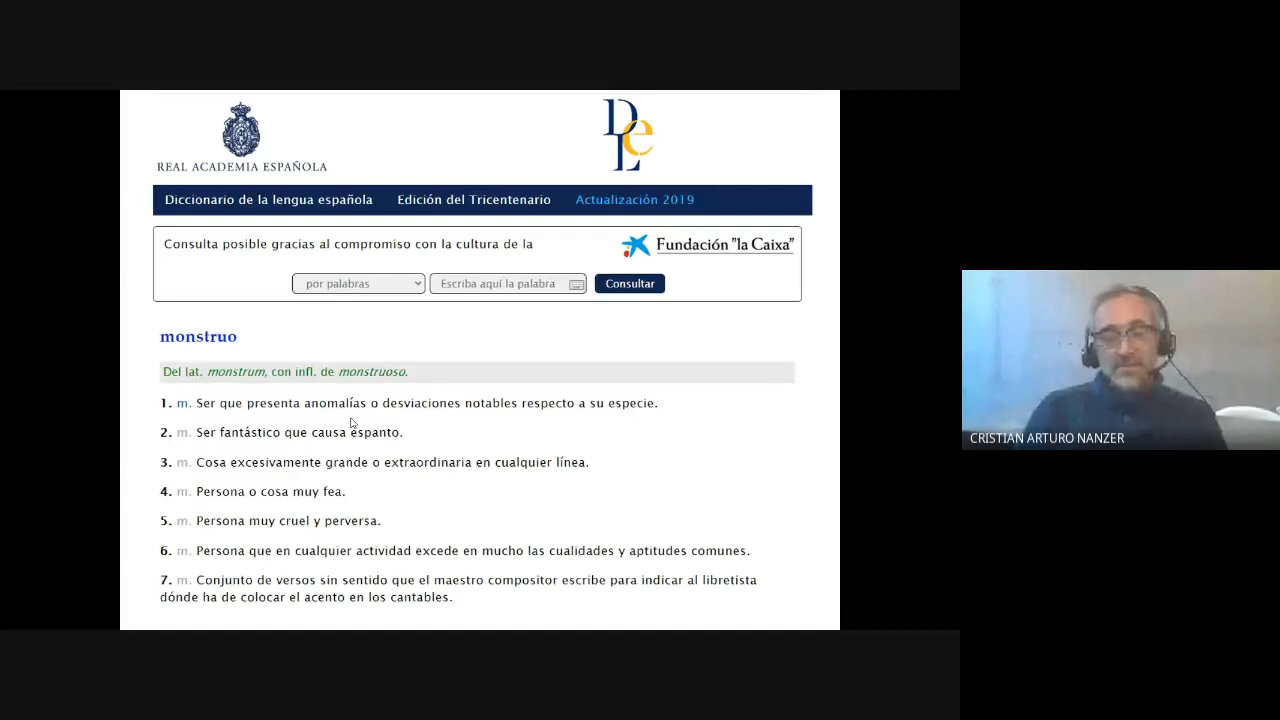 REAL ACADEMIA ESPAÑOLA
DLe
Diccionario de la lengua española Edición del Tricentenario Actualización 2019
Consulta posible gracias al compromiso con la cultura de la
Fundación "la Caixa"
por palabras Escriba aquí la palabra Consultar
monstruo
Del lat. monstrum, con infl. de monstruoso.
1. m. Ser que presenta anomalías o desviaciones notables respecto a su especie.
2. m. Ser fantástico que causa espanto.
3. m. Cosa excesivamente grande o extraordinaria en cualquier línea.
4. m. Persona o cosa muy fea.
5. m. Persona muy cruel y perversa.
6. m. Persona que en cualquier actividad excede en mucho las cualidades y aptitudes comunes.
7. m. Conjunto de versos sin sentido que el maestro compositor escribe para indicar al libretista
dónde ha de colocar el acento en los cantables.
CRISTIAN ARTURO NANZER